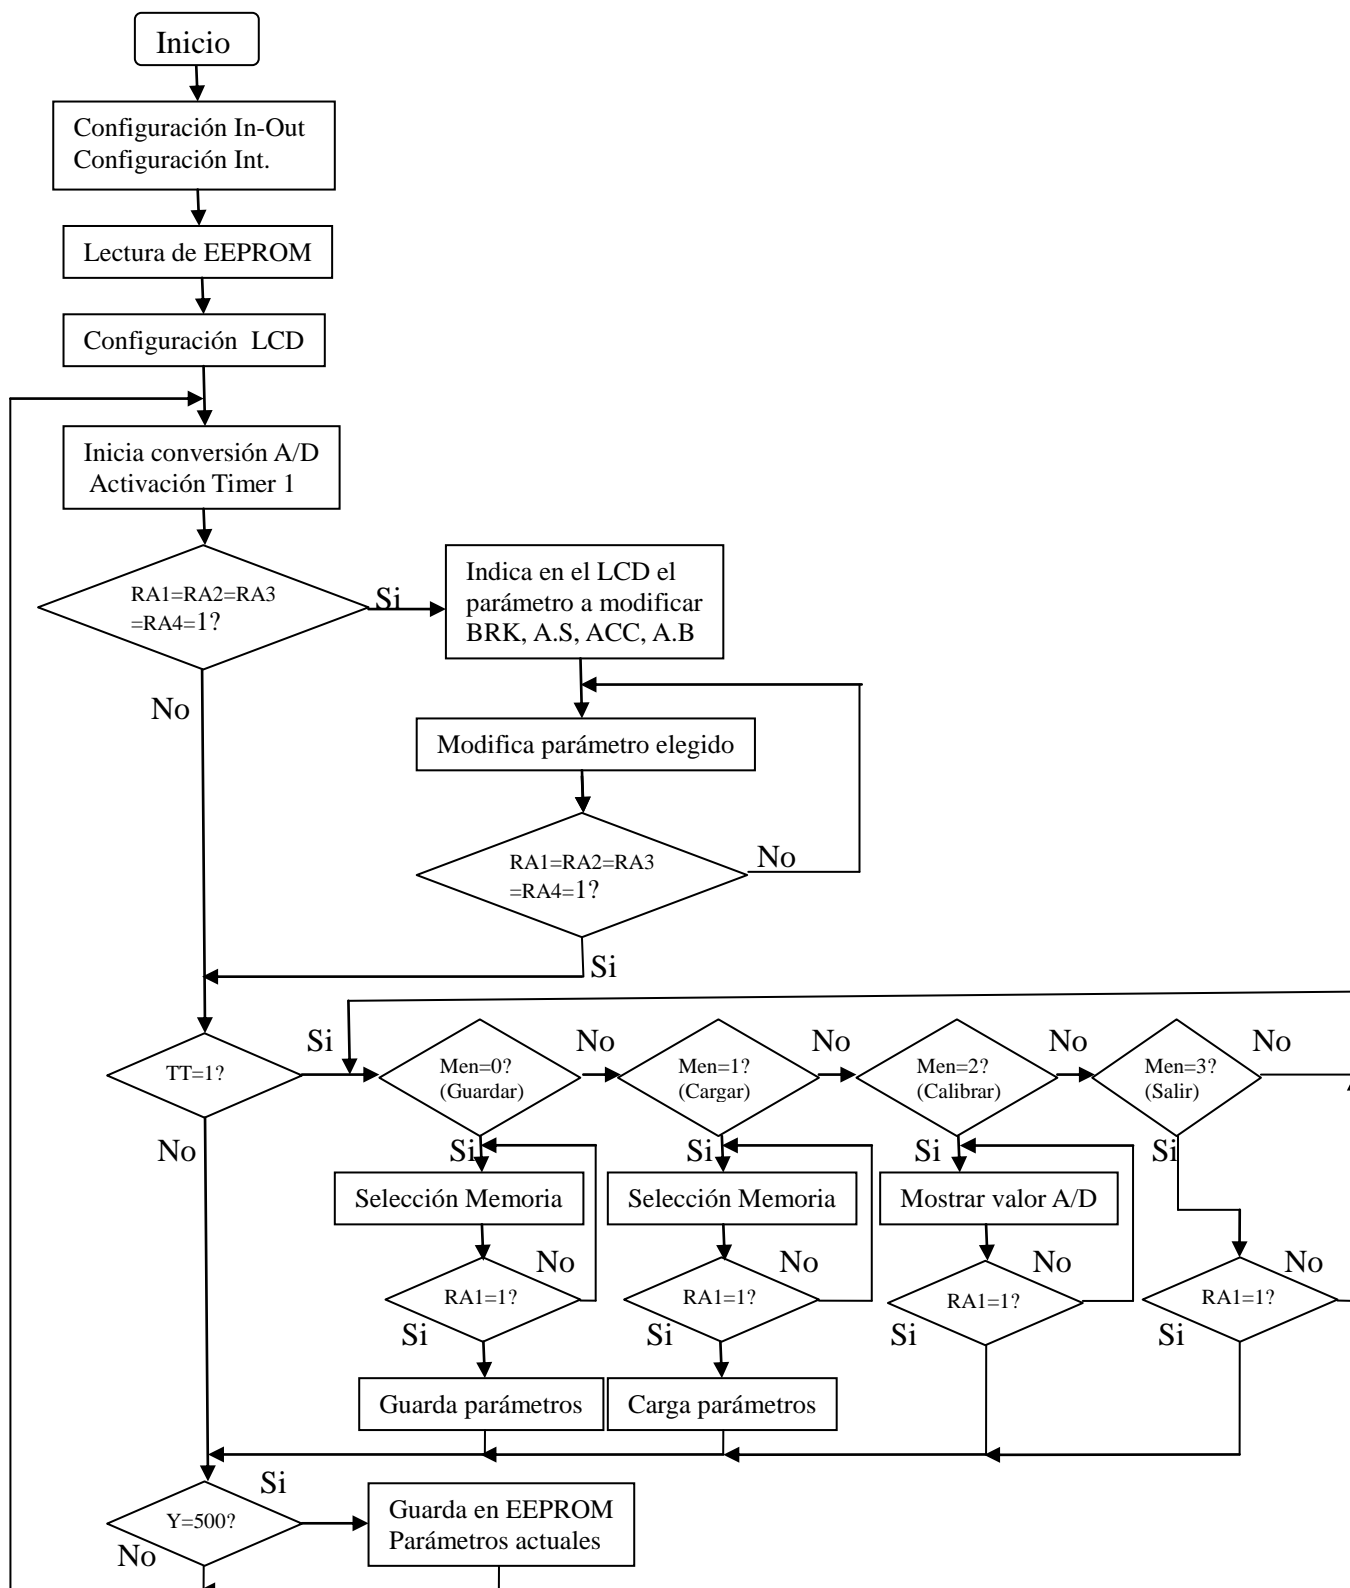 Inicio
Configuración In-Out
Configuración Int.
Lectura de EEPROM
Configuración LCD
Inicia conversión A/D
Activación Timer 1
RA1=RA2=RA3
=RA4=1?
Si
Indica en el LCD el
parámetro a modificar
BRK, A.S, ACC, A.B
No
Modifica parámetro elegido
RA1=RA2=RA3
=RA4=1?
No
Si
TT=1?
Si
Men=0?
(Guardar)
No
Men=1?
(Cargar)
No
Men=2?
(Calibrar)
No
Men=3?
(Salir)
No
No
Si
Si
Si
Si
Selección Memoria
Selección Memoria
Mostrar valor A/D
RA1=1?
No
RA1=1?
No
RA1=1?
No
RA1=1?
No
Si
Si
Si
Si
Guarda parámetros
Carga parámetros
Y=500?
Si
Guarda en EEPROM
Parámetros actuales
No